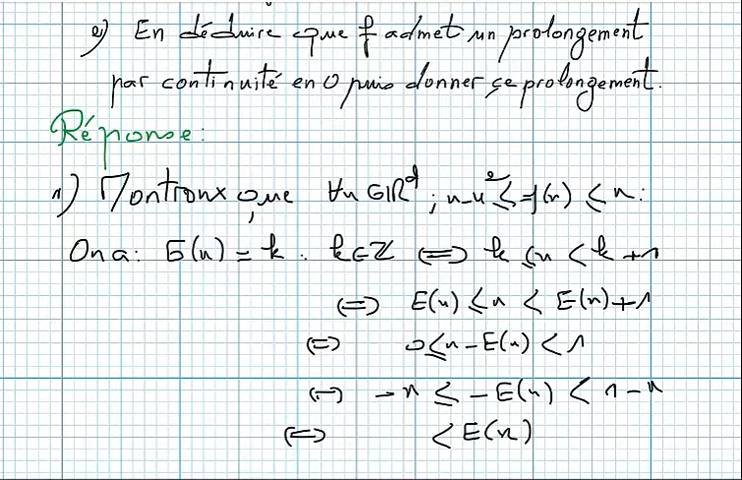 e) En déduire que f admet un prolongement
par continuité en 0 puis donner ce prolongement.
Réponse:
1) Montrons que ∀x∈ℝ* ; x-x² ≤ f(x) ≤ x:
On a: E(x) = k . k∈ℤ ⟺ k ≤ x < k+1
⟺ E(x) ≤ x < E(x)+1
⟺ 0 ≤ x-E(x) < 1
⟺ -x ≤ -E(x) < 1-x
⟺ < E(x)